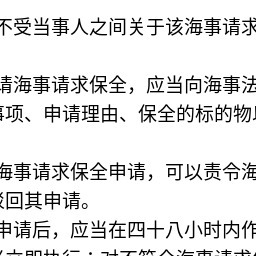 不受当事人之间关于该海事请求
请海事请求保全，应当向海事法
事项、申请理由、保全的标的物以
海事请求保全申请，可以责令海
驳回其申请。
申请后，应当在四十八小时内作